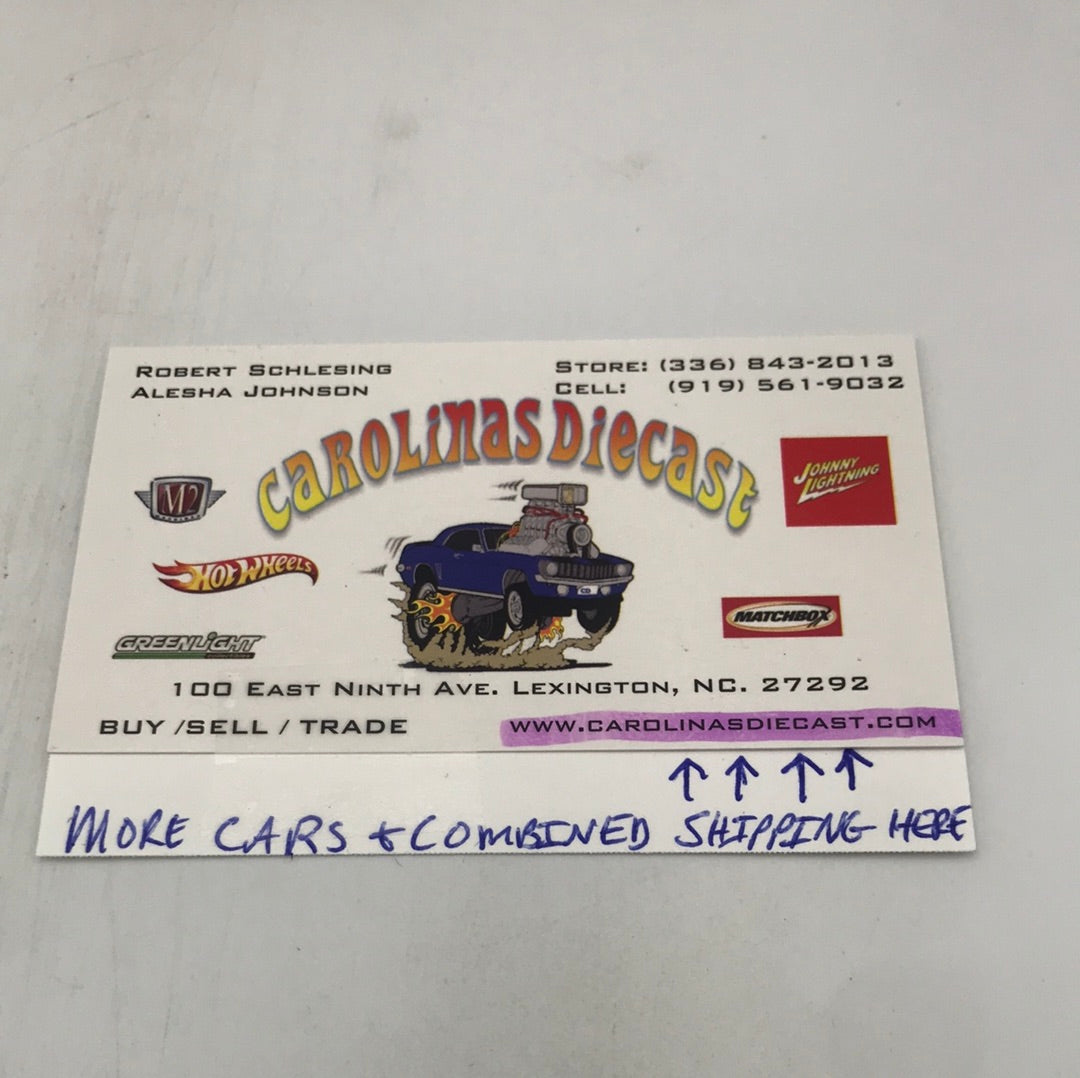 ROBERT SCHLESING
ALESHA JOHNSON
STORE: (336) 843-2013
CELL: (919) 561-9032
CAROLINAS DIECAST
M2
JOHNNY
LIGHTNING
HOT WHEELS
MATCHBOX
GREENLIGHT
CD
100 EAST NINTH AVE. LEXINGTON, NC. 27292
BUY /SELL / TRADE
WWW.CAROLINASDIECAST.COM
MORE CARS & COMBINED SHIPPING HERE